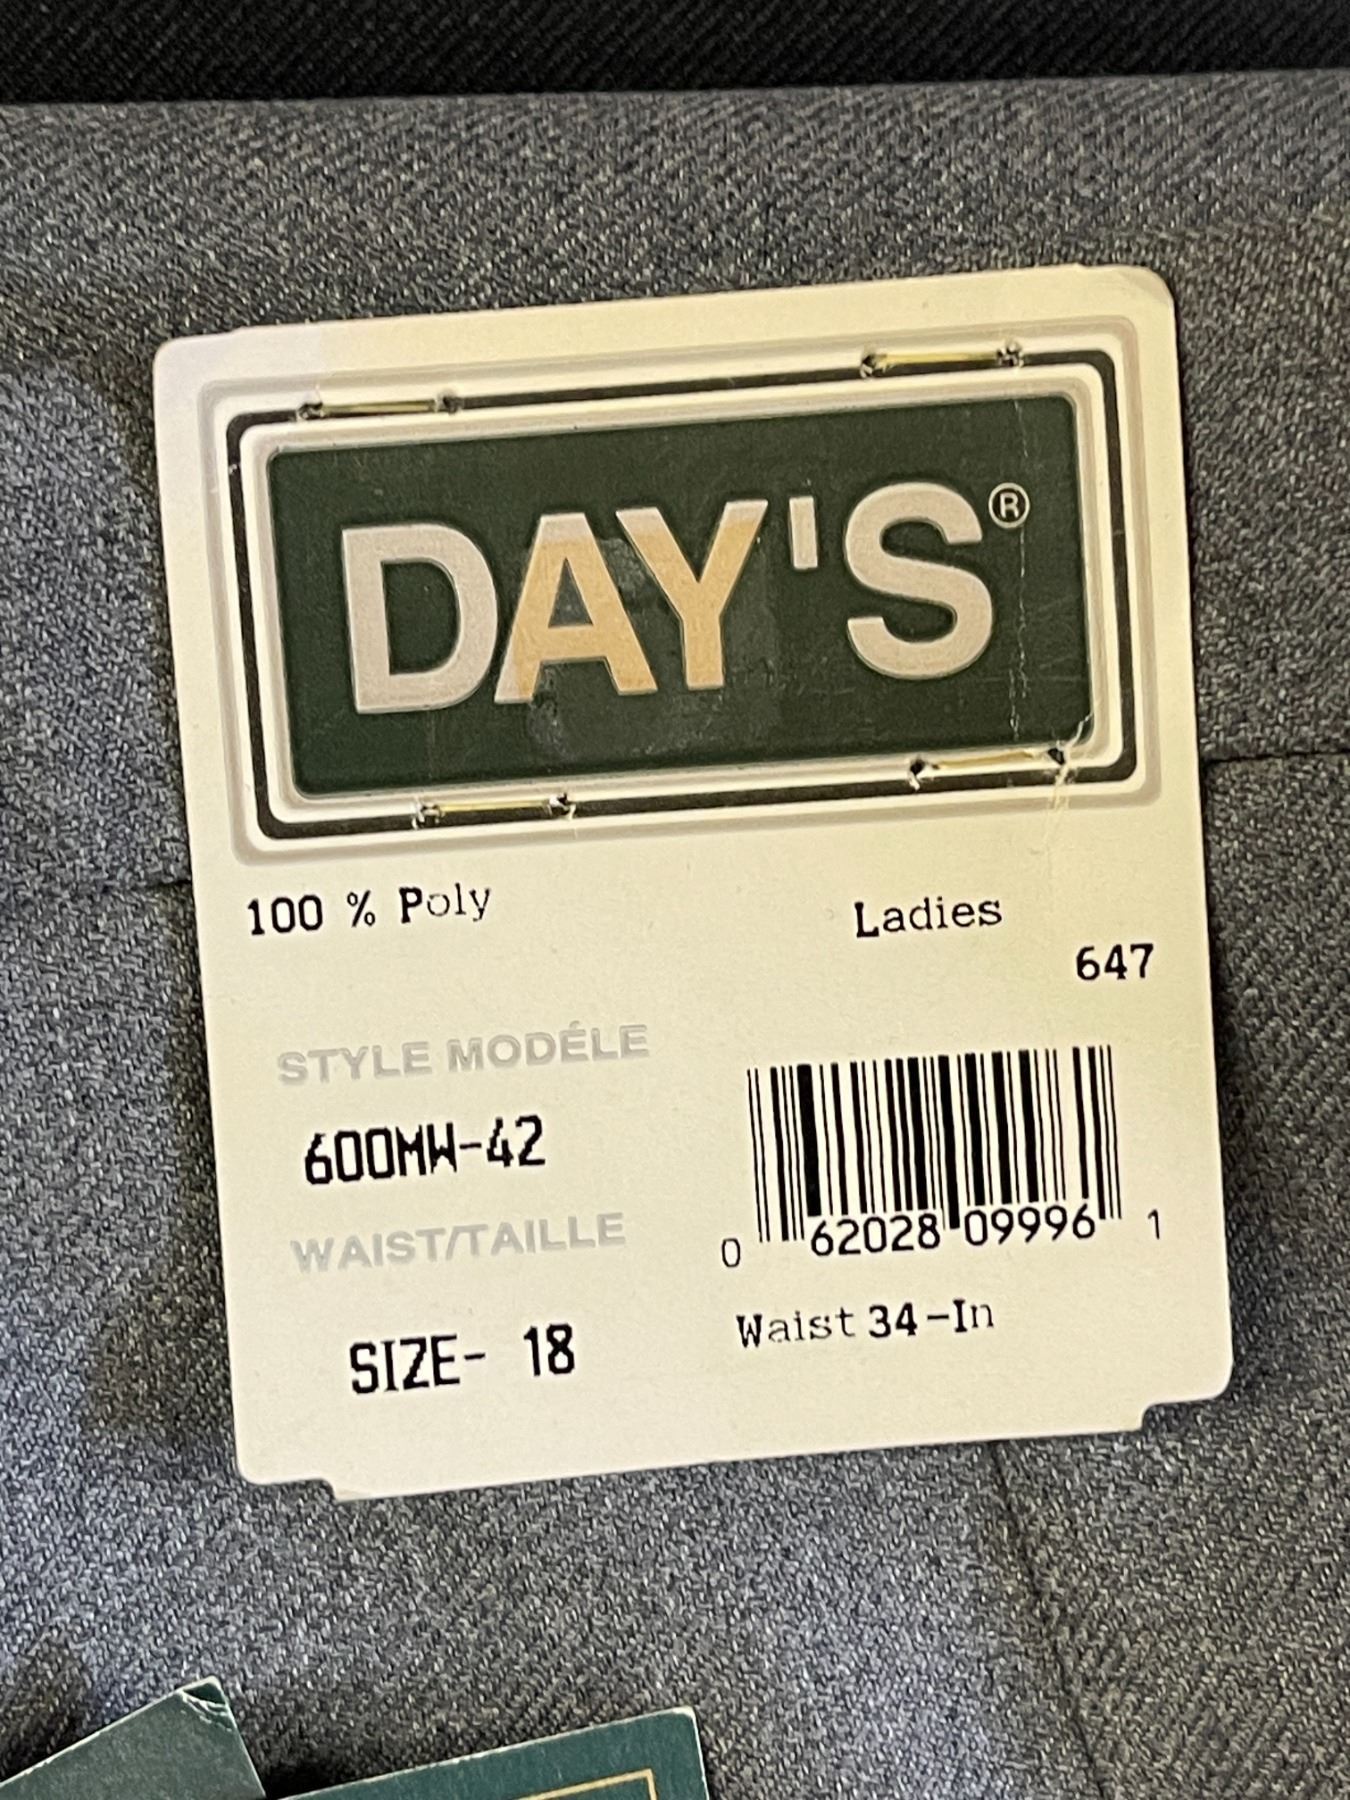 DAY'S®
100 % Poly
Ladies
647
STYLE MODÉLE
600MW-42
WAIST/TAILLE
SIZE- 18
0 62028 09996 1
Waist 34-In